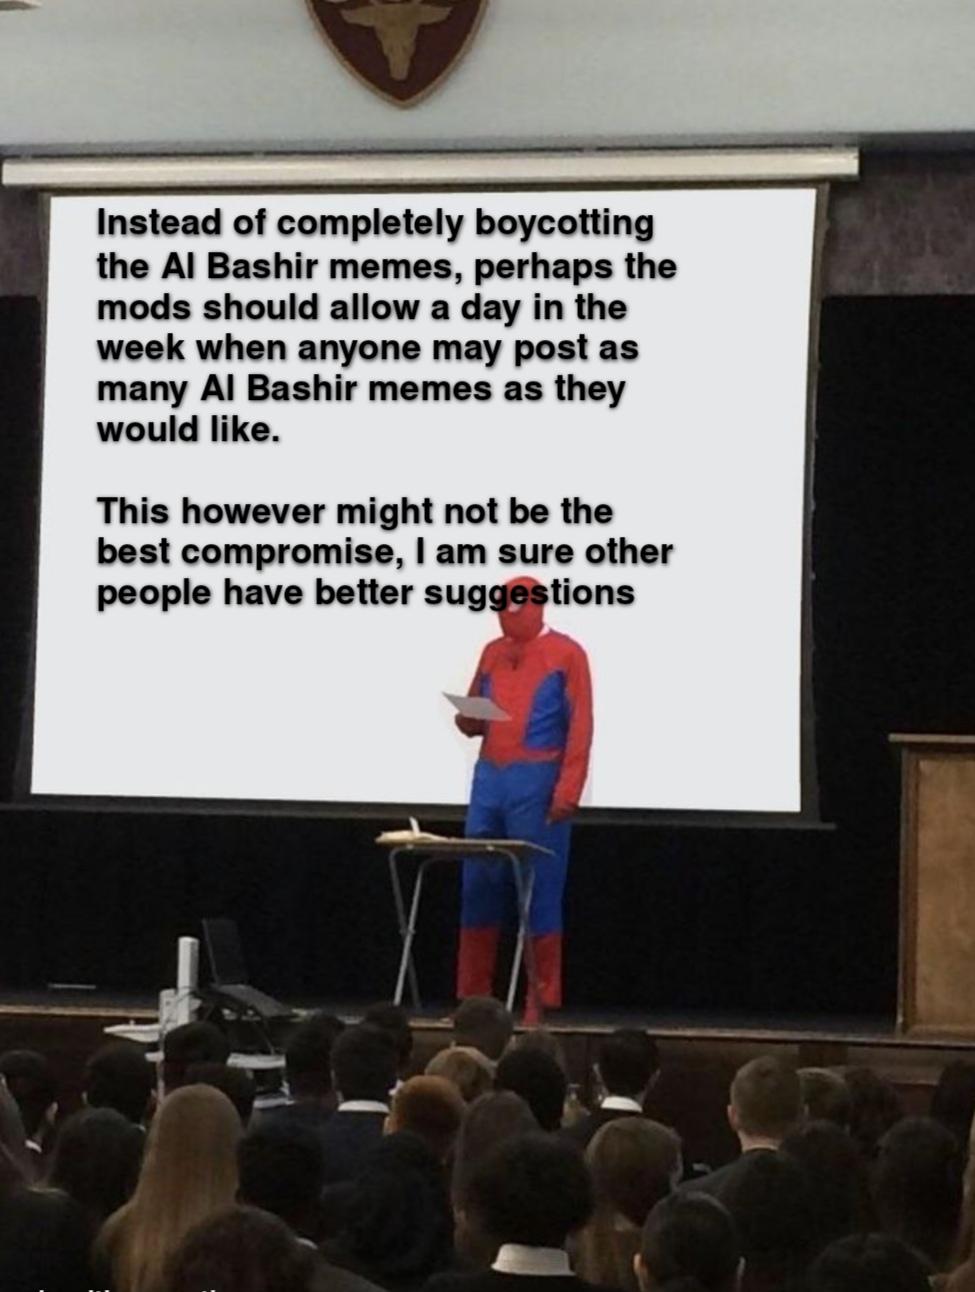 Instead of completely boycotting
the Al Bashir memes, perhaps the
mods should allow a day in the
week when anyone may post as
many Al Bashir memes as they
would like.
This however might not be the
best compromise, I am sure other
people have better suggestions